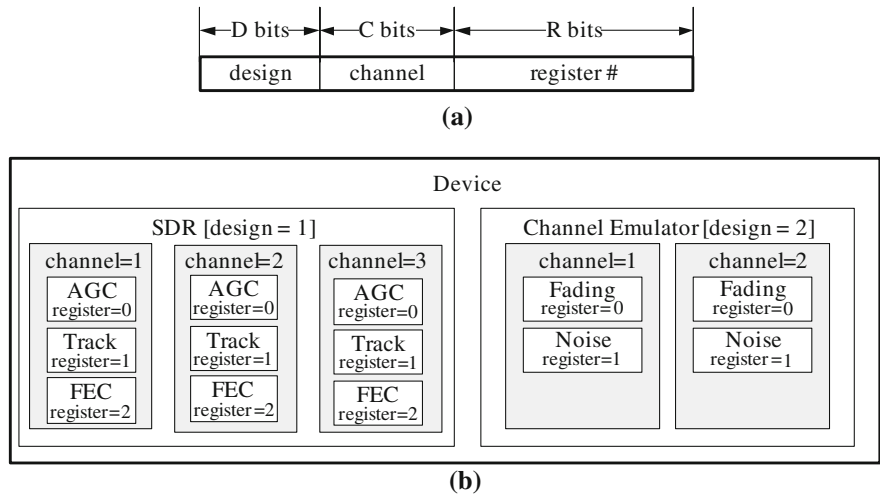 D bits C bits R bits
design channel register #
(a)
Device
SDR [design = 1] Channel Emulator [design = 2]
channel=1 channel=2 channel=3 channel=1 channel=2
AGC AGC AGC Fading Fading
register=0 register=0 register=0 register=0 register=0
Track Track Track Noise Noise
register=1 register=1 register=1 register=1 register=1
FEC FEC FEC
register=2 register=2 register=2
(b)